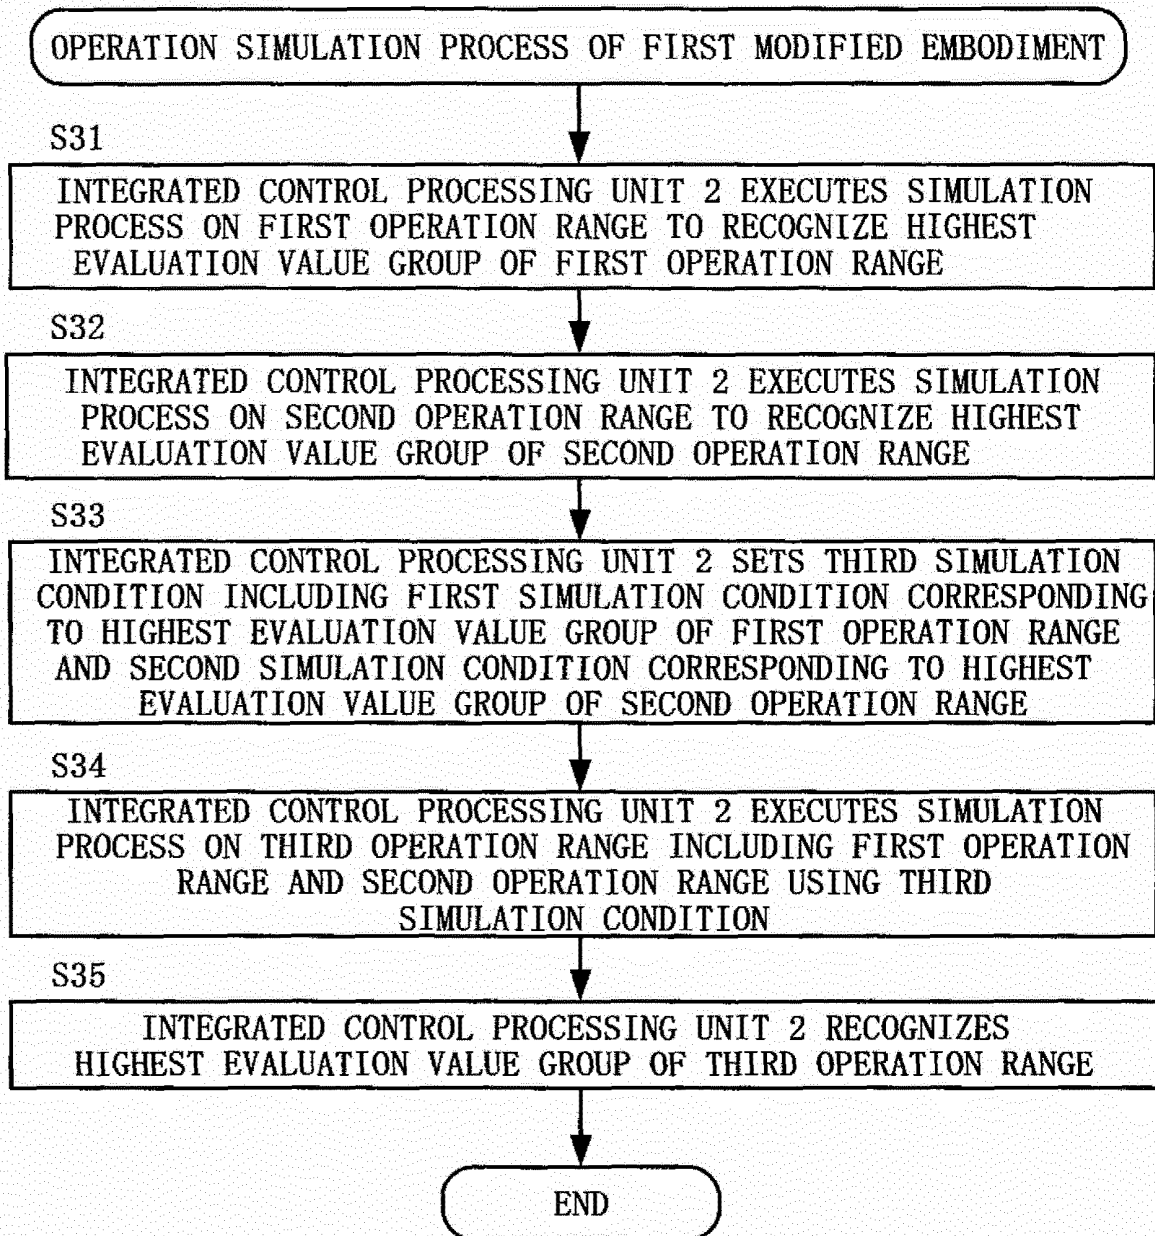 OPERATION SIMULATION PROCESS OF FIRST MODIFIED EMBODIMENT
S31
INTEGRATED CONTROL PROCESSING UNIT 2 EXECUTES SIMULATION
PROCESS ON FIRST OPERATION RANGE TO RECOGNIZE HIGHEST
EVALUATION VALUE GROUP OF FIRST OPERATION RANGE
S32
INTEGRATED CONTROL PROCESSING UNIT 2 EXECUTES SIMULATION
PROCESS ON SECOND OPERATION RANGE TO RECOGNIZE HIGHEST
EVALUATION VALUE GROUP OF SECOND OPERATION RANGE
S33
INTEGRATED CONTROL PROCESSING UNIT 2 SETS THIRD SIMULATION
CONDITION INCLUDING FIRST SIMULATION CONDITION CORRESPONDING
TO HIGHEST EVALUATION VALUE GROUP OF FIRST OPERATION RANGE
AND SECOND SIMULATION CONDITION CORRESPONDING TO HIGHEST
EVALUATION VALUE GROUP OF SECOND OPERATION RANGE
S34
INTEGRATED CONTROL PROCESSING UNIT 2 EXECUTES SIMULATION
PROCESS ON THIRD OPERATION RANGE INCLUDING FIRST OPERATION
RANGE AND SECOND OPERATION RANGE USING THIRD
SIMULATION CONDITION
S35
INTEGRATED CONTROL PROCESSING UNIT 2 RECOGNIZES
HIGHEST EVALUATION VALUE GROUP OF THIRD OPERATION RANGE
END